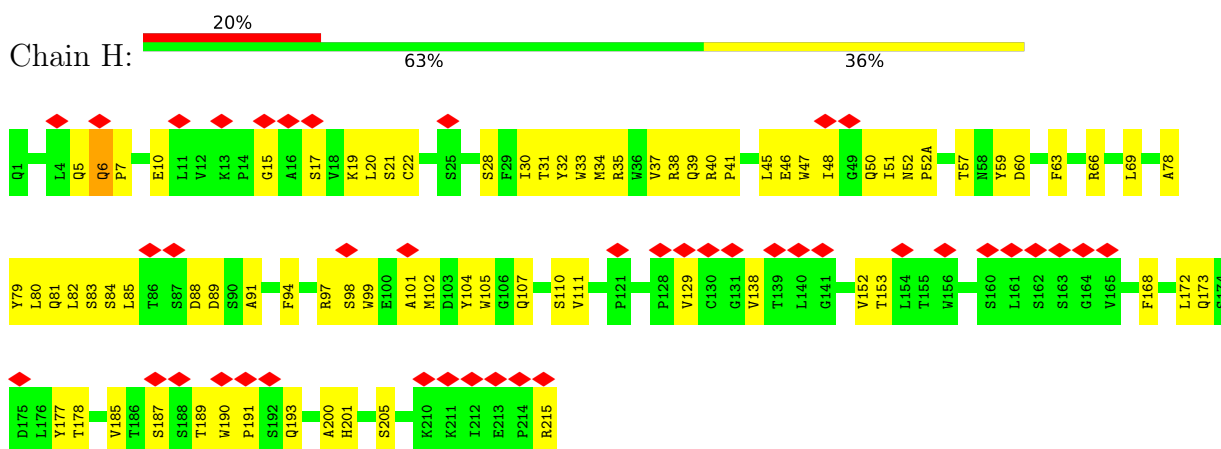 20%
Chain H:
63% 36%
Q1 L4 Q5 Q6 P7 E10 L11 V12 K13 P14 G15 A16 S17 V18 K19 L20 S21 C22 S25 S28 F29 I30 T31 Y32 W33 M34 R35 W36 V37 R38 Q39 R40 P41 L45 E46 W47 I48 G49 Q50 I51 N52 P52A T57 N58 Y59 D60 F63 R66 L69 A78
Y79 L80 Q81 L82 S83 S84 L85 T86 S87 D88 D89 S90 A91 F94 R97 S98 W99 E100 A101 M102 D103 Y104 W105 G106 Q107 S110 V111 P121 P128 V129 C130 G131 V138 T139 L140 G141 V152 T153 L154 T155 W156 S160 L161 S162 S163 G164 V165 F168 L172 Q173
D175 L176 Y177 T178 V185 T186 S187 S188 T189 W190 P191 S192 Q193 A200 H201 S205 K210 K211 I212 E213 P214 R215